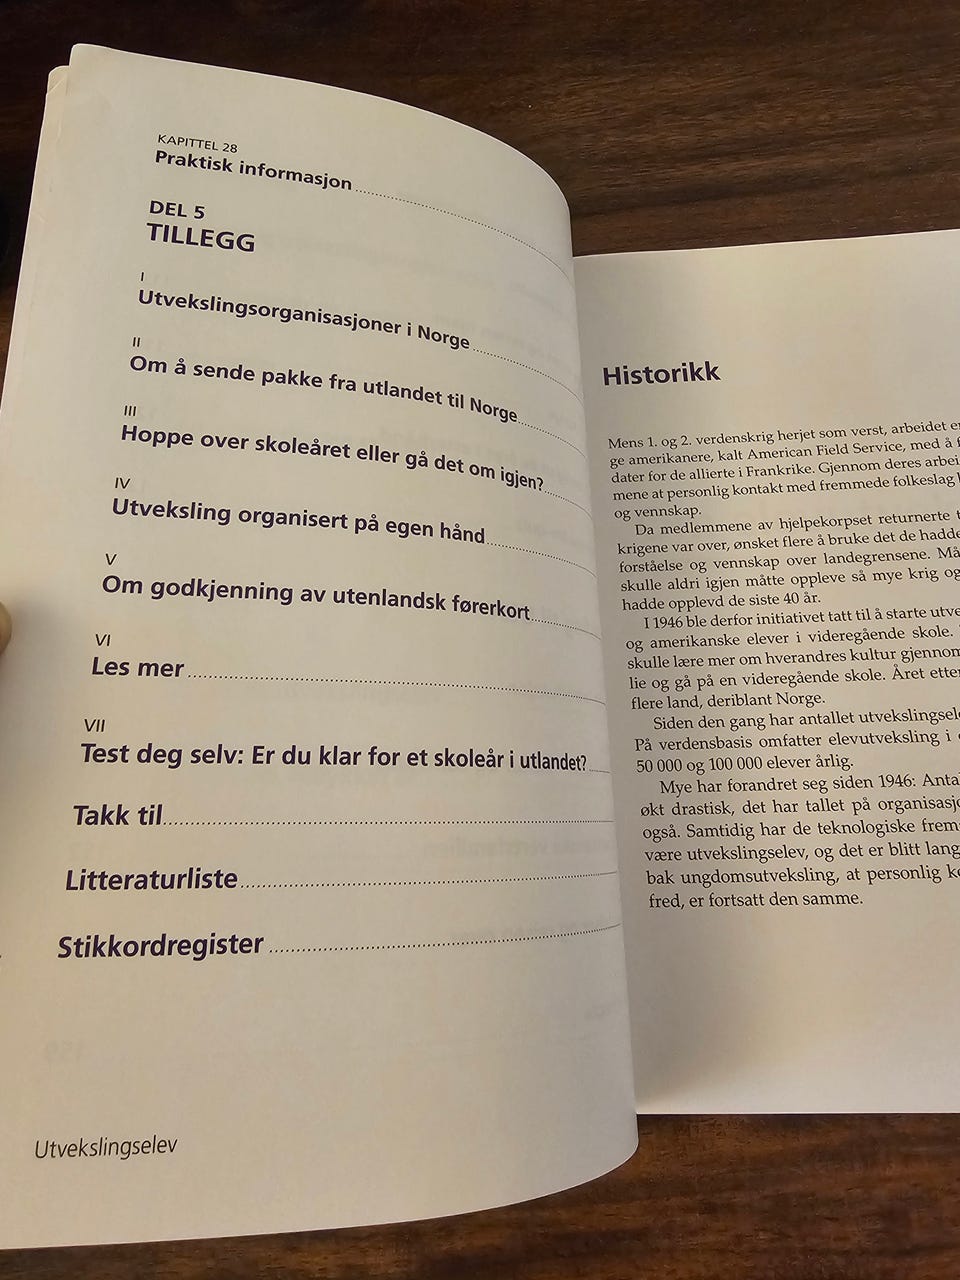 KAPITTEL 28
Praktisk informasjon
DEL 5
TILLEGG
I
Utvekslingsorganisasjoner i Norge
II
Om å sende pakke fra utlandet til Norge
III
Hoppe over skoleåret eller gå det om igjen?
IV
Utveksling organisert på egen hånd
V
Om godkjenning av utenlandsk førerkort
VI
Les mer
VII
Test deg selv: Er du klar for et skoleår i utlandet?
Takk til
Litteraturliste
Stikkordregister
Utvekslingselev
Historikk
Mens 1. og 2. verdenskrig herjet som verst, arbeidet
ge amerikanere, kalt American Field Service, med å
dater for de allierte i Frankrike. Gjennom deres
mene at personlig kontakt med fremmede folkeslag
og vennskap.
Da medlemmene av hjelpekorpset returnerte
krigene var over, ønsket flere å bruke det de hadde
forståelse og vennskap over landegrensene.
skulle aldri igjen måtte oppleve så mye krig og
hadde opplevd de siste 40 år.
I 1946 ble derfor initiativet tatt til å starte
og amerikanske elever i videregående skole.
skulle lære mer om hverandres kultur gjennom
lie og gå på en videregående skole. Året
flere land, deriblant Norge.
Siden den gang har antallet
På verdensbasis omfatter elevutveksling i
50 000 og 100 000 elever årlig.
Mye har forandret seg siden 1946:
økt drastisk, det har tallet på
også. Samtidig har de teknologiske
være utvekslingselev, og det er blitt
bak ungdomsutveksling, at personlig
fred, er fortsatt den samme.